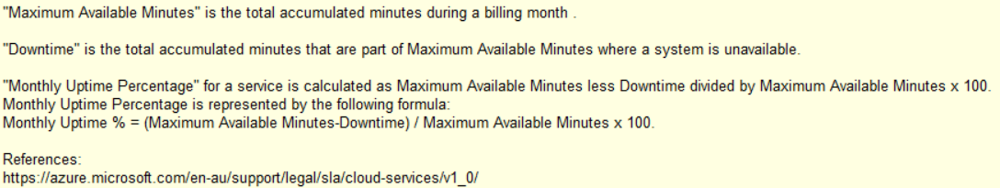 "Maximum Available Minutes" is the total accumulated minutes during a billing month .
"Downtime" is the total accumulated minutes that are part of Maximum Available Minutes where a system is unavailable.
"Monthly Uptime Percentage" for a service is calculated as Maximum Available Minutes less Downtime divided by Maximum Available Minutes x 100.
Monthly Uptime Percentage is represented by the following formula:
Monthly Uptime % = (Maximum Available Minutes-Downtime) / Maximum Available Minutes x 100.
References:
https://azure.microsoft.com/en-au/support/legal/sla/cloud-services/v1_0/